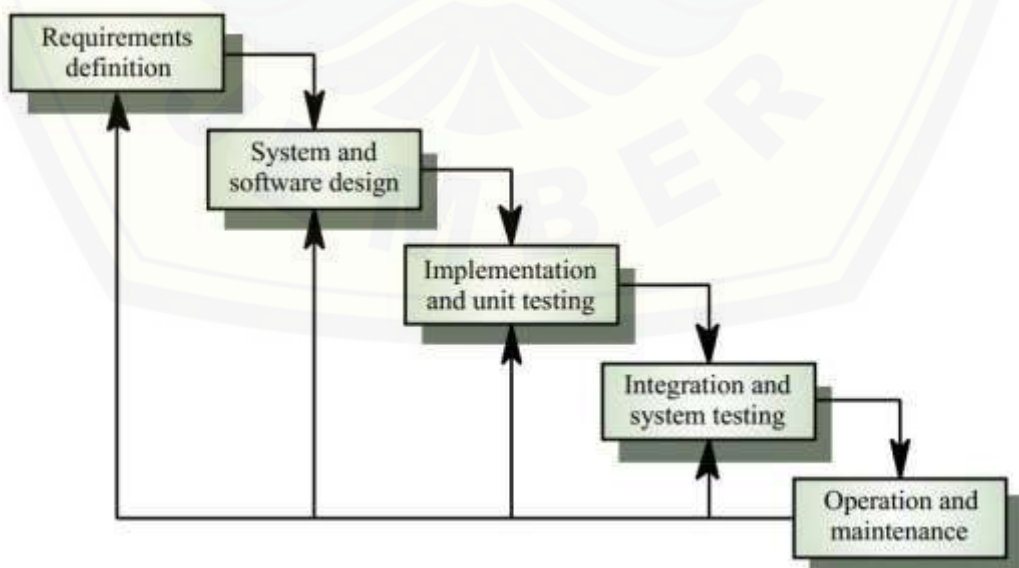 Requirements
definition
System and
software design
Implementation
and unit testing
Integration and
system testing
Operation and
maintenance